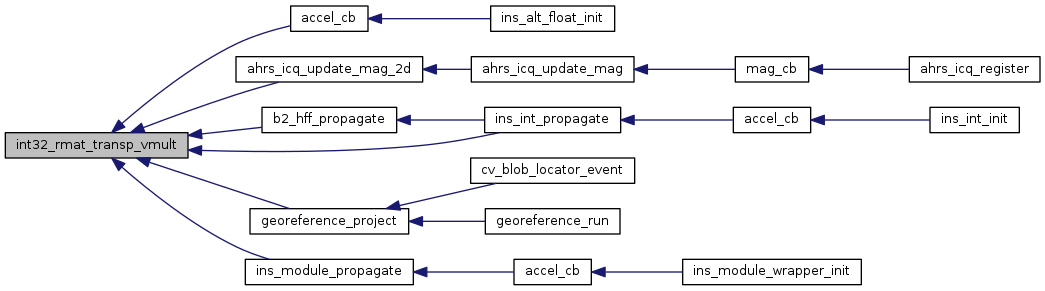 accel_cb
ins_alt_float_init
ahrs_icq_update_mag_2d
ahrs_icq_update_mag
mag_cb
ahrs_icq_register
b2_hff_propagate
ins_int_propagate
accel_cb
ins_int_init
int32_rmat_transp_vmult
cv_blob_locator_event
georeference_project
georeference_run
ins_module_propagate
accel_cb
ins_module_wrapper_init